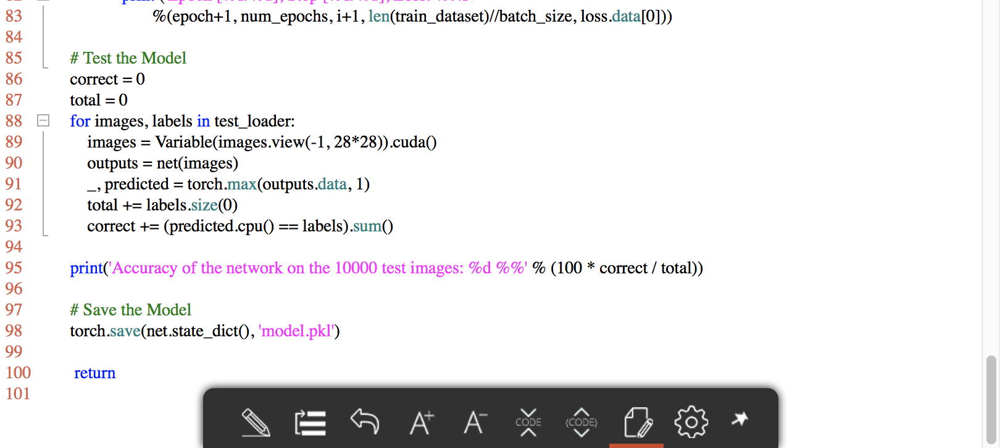 83 %(epoch+1, num_epochs, i+1, len(train_dataset)//batch_size, loss.data[0]))
84
85 # Test the Model
86 correct = 0
87 total = 0
88 for images, labels in test_loader:
89 images = Variable(images.view(-1, 28*28)).cuda()
90 outputs = net(images)
91 _, predicted = torch.max(outputs.data, 1)
92 total += labels.size(0)
93 correct += (predicted.cpu() == labels).sum()
94
95 print('Accuracy of the network on the 10000 test images: %d %%' % (100 * correct / total))
96
97 # Save the Model
98 torch.save(net.state_dict(), 'model.pkl')
99
100 return
101
A+ A- CODE (CODE)